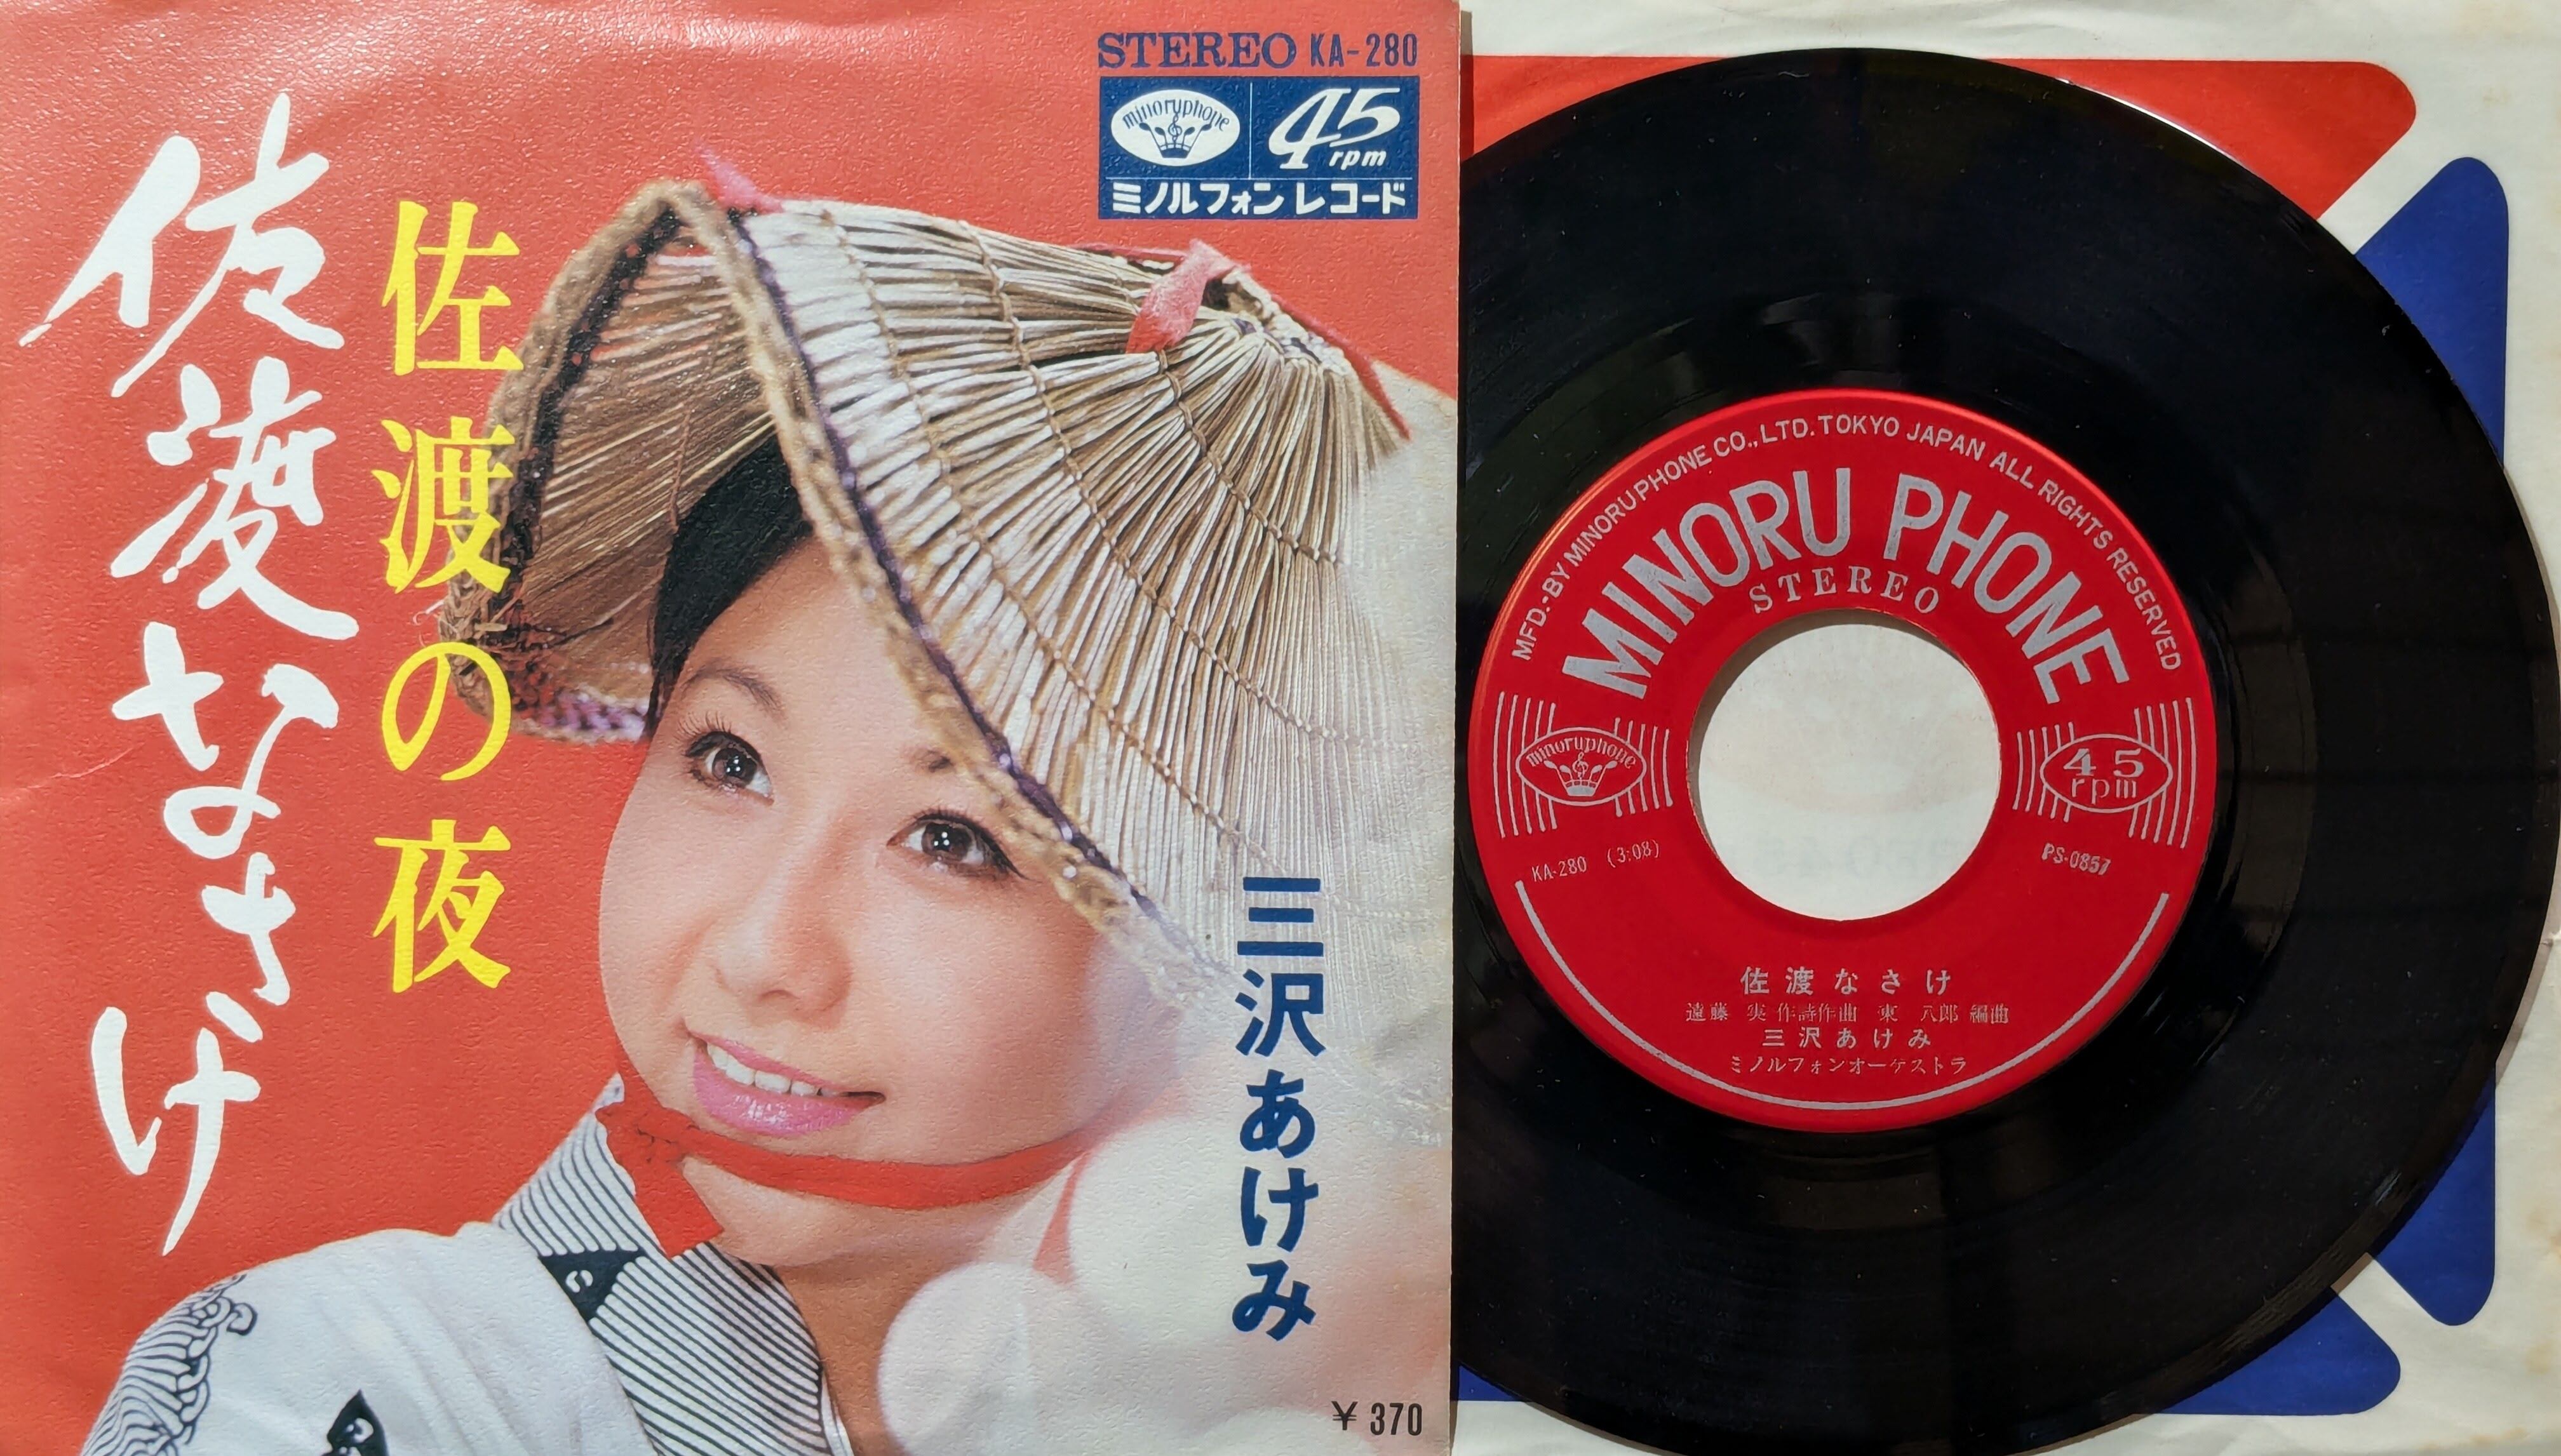 STEREO KA-280
minoruphone
45
rpm
ミノルフォン レコード
佐渡の夜
佐渡なさけ
三沢あけみ
¥370
MFD.-BY MINORUPHONE CO., LTD. TOKYO JAPAN ALL RIGHTS RESERVED
MINORU PHONE
STEREO
minoruphone
45
rpm
KA-280 (3:08)
PS-0857
佐渡なさけ
遠藤 実 作詩作曲 東 八郎 編曲
三沢あけみ
ミノルフォンオーケストラ